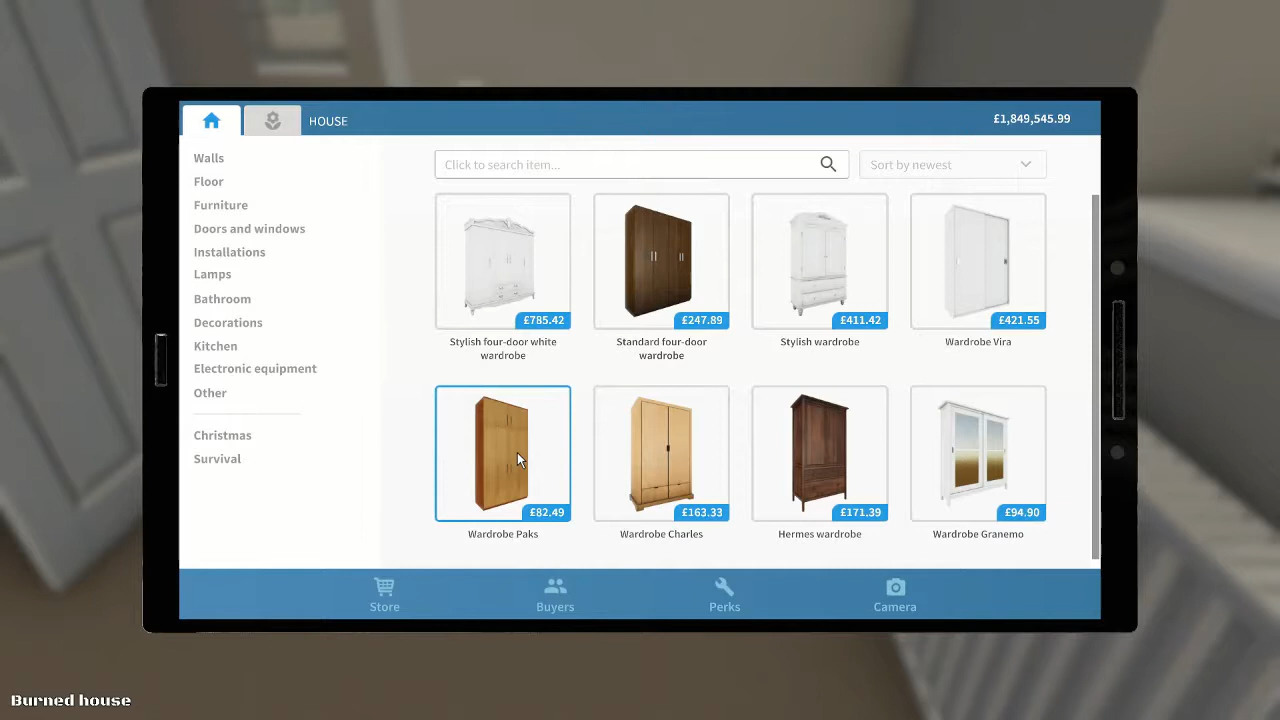 HOUSE
£1,849,545.99
Walls
Floor
Furniture
Doors and windows
Installations
Lamps
Bathroom
Decorations
Kitchen
Electronic equipment
Other
Christmas
Survival
Click to search item...
Sort by newest
£785.42
£247.89
£411.42
£421.55
Stylish four-door white
wardrobe
Standard four-door
wardrobe
Stylish wardrobe
Wardrobe Vira
£82.49
£163.33
£171.39
£94.90
Wardrobe Paks
Wardrobe Charles
Hermes wardrobe
Wardrobe Granemo
Store
Buyers
Perks
Camera
Burned house